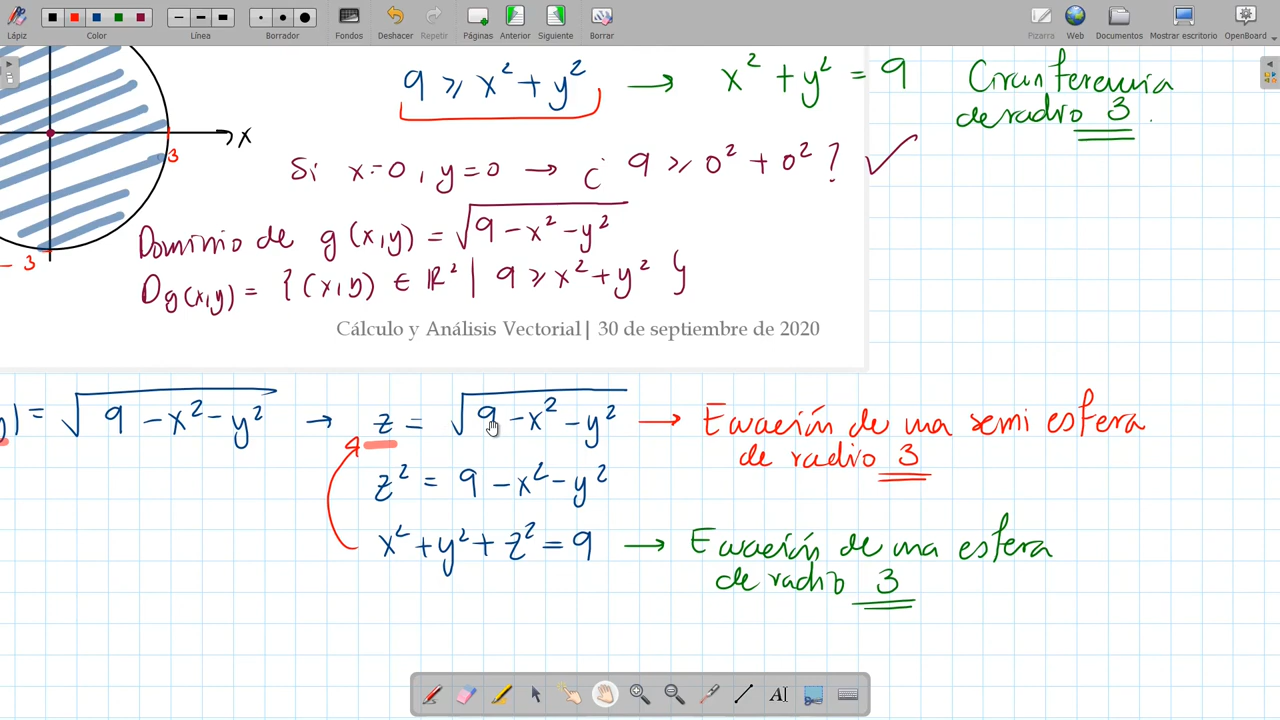 Lápiz Color Línea Borrador Fondos Deshacer Repetir Páginas Anterior Siguiente Borrar Pizarra Web Documentos Mostrar escritorio OpenBoard
9 ≥ x² + y² → x² + y² = 9 Circunferencia
de radio 3
x
3
Si x=0, y=0 → ¿ 9 ≥ 0² + 0² ? ✓
Dominio de g(x,y) = √(9 - x² - y²)
- 3
Dg(x,y) = {(x,y) ∈ ℝ² | 9 ≥ x² + y² }
Cálculo y Análisis Vectorial| 30 de septiembre de 2020
y) = √(9 - x² - y²) → z = √(9 - x² - y²) → Ecuación de una semi esfera
de radio 3
z² = 9 - x² - y²
x² + y² + z² = 9 → Ecuación de una esfera
de radio 3